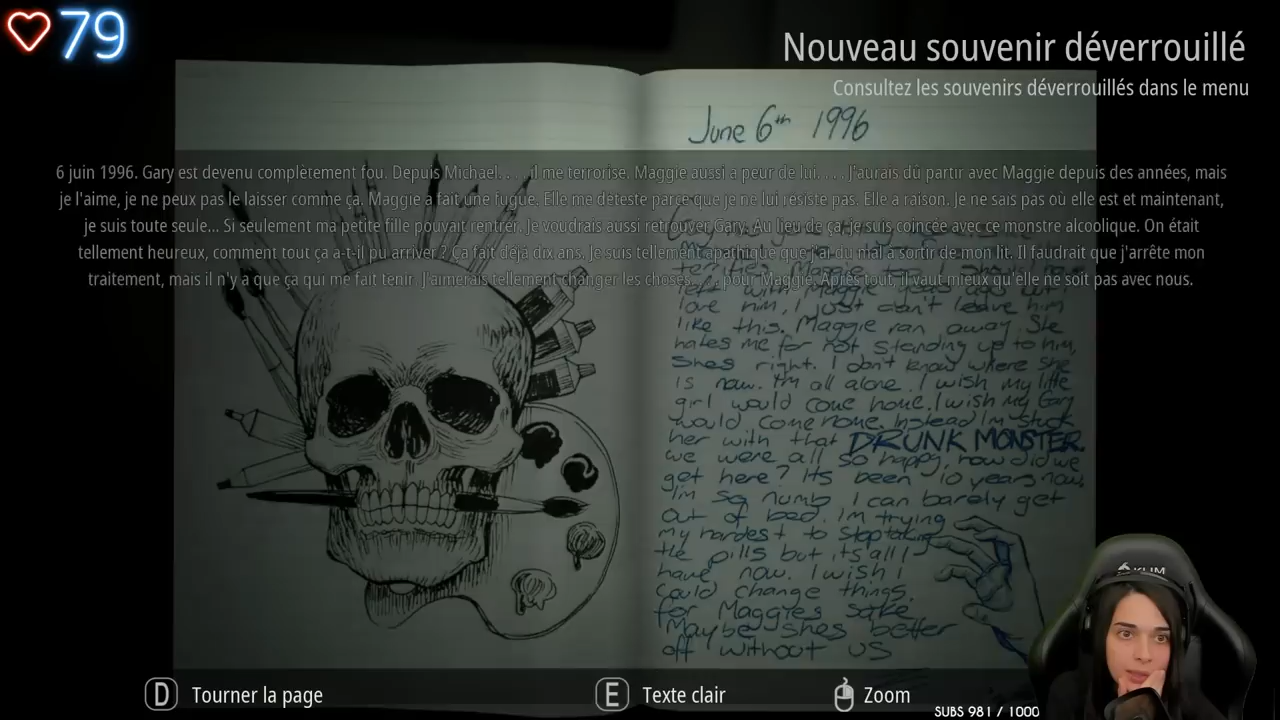 79
Nouveau souvenir déverrouillé
Consultez les souvenirs déverrouillés dans le menu
June 6th 1996
6 juin 1996. Gary est devenu complètement fou. Depuis Michael. . . . il me terrorise. Maggie aussi a peur de lui. . . . J'aurais dû partir avec Maggie depuis des années, mais
je l'aime, je ne peux pas le laisser comme ça. Maggie a fait une fugue. Elle me déteste parce que je ne lui résiste pas. Elle a raison. Je ne sais pas où elle est et maintenant,
je suis toute seule... Si seulement ma petite fille pouvait rentrer. Je voudrais aussi retrouver Gary. Au lieu de ça, je suis coincée avec ce monstre alcoolique. On était
tellement heureux, comment tout ça a-t-il pu arriver ? Ça fait déjà dix ans. Je suis tellement apathique que j'ai du mal à sortir de mon lit. Il faudrait que j'arrête mon
traitement, mais il n'y a que ça qui me fait tenir. J'aimerais tellement changer les choses. . . . pour Maggie. Après tout, il vaut mieux qu'elle ne soit pas avec nous.
love him, I just can't leave him
like this. Maggie ran away. She
hates me for not standing up to him,
Shes right. I don't know where she
is now. I'm all alone. I wish my little
girl would come home. I wish my Gary
would come home. Instead I'm stuck
her with that DRUNK MONSTER.
we were all so happy, how did we
get here? Its been 10 years now,
I'm so numb I can barely get
out of bed. I'm trying
my hardest to stop taking
the pills but its all I
have now. I wish I
could change things.
for Maggies sake
Maybe shes better
off without us
D Tourner la page
E Texte clair
Zoom
KLIM
SUBS 981 / 1000